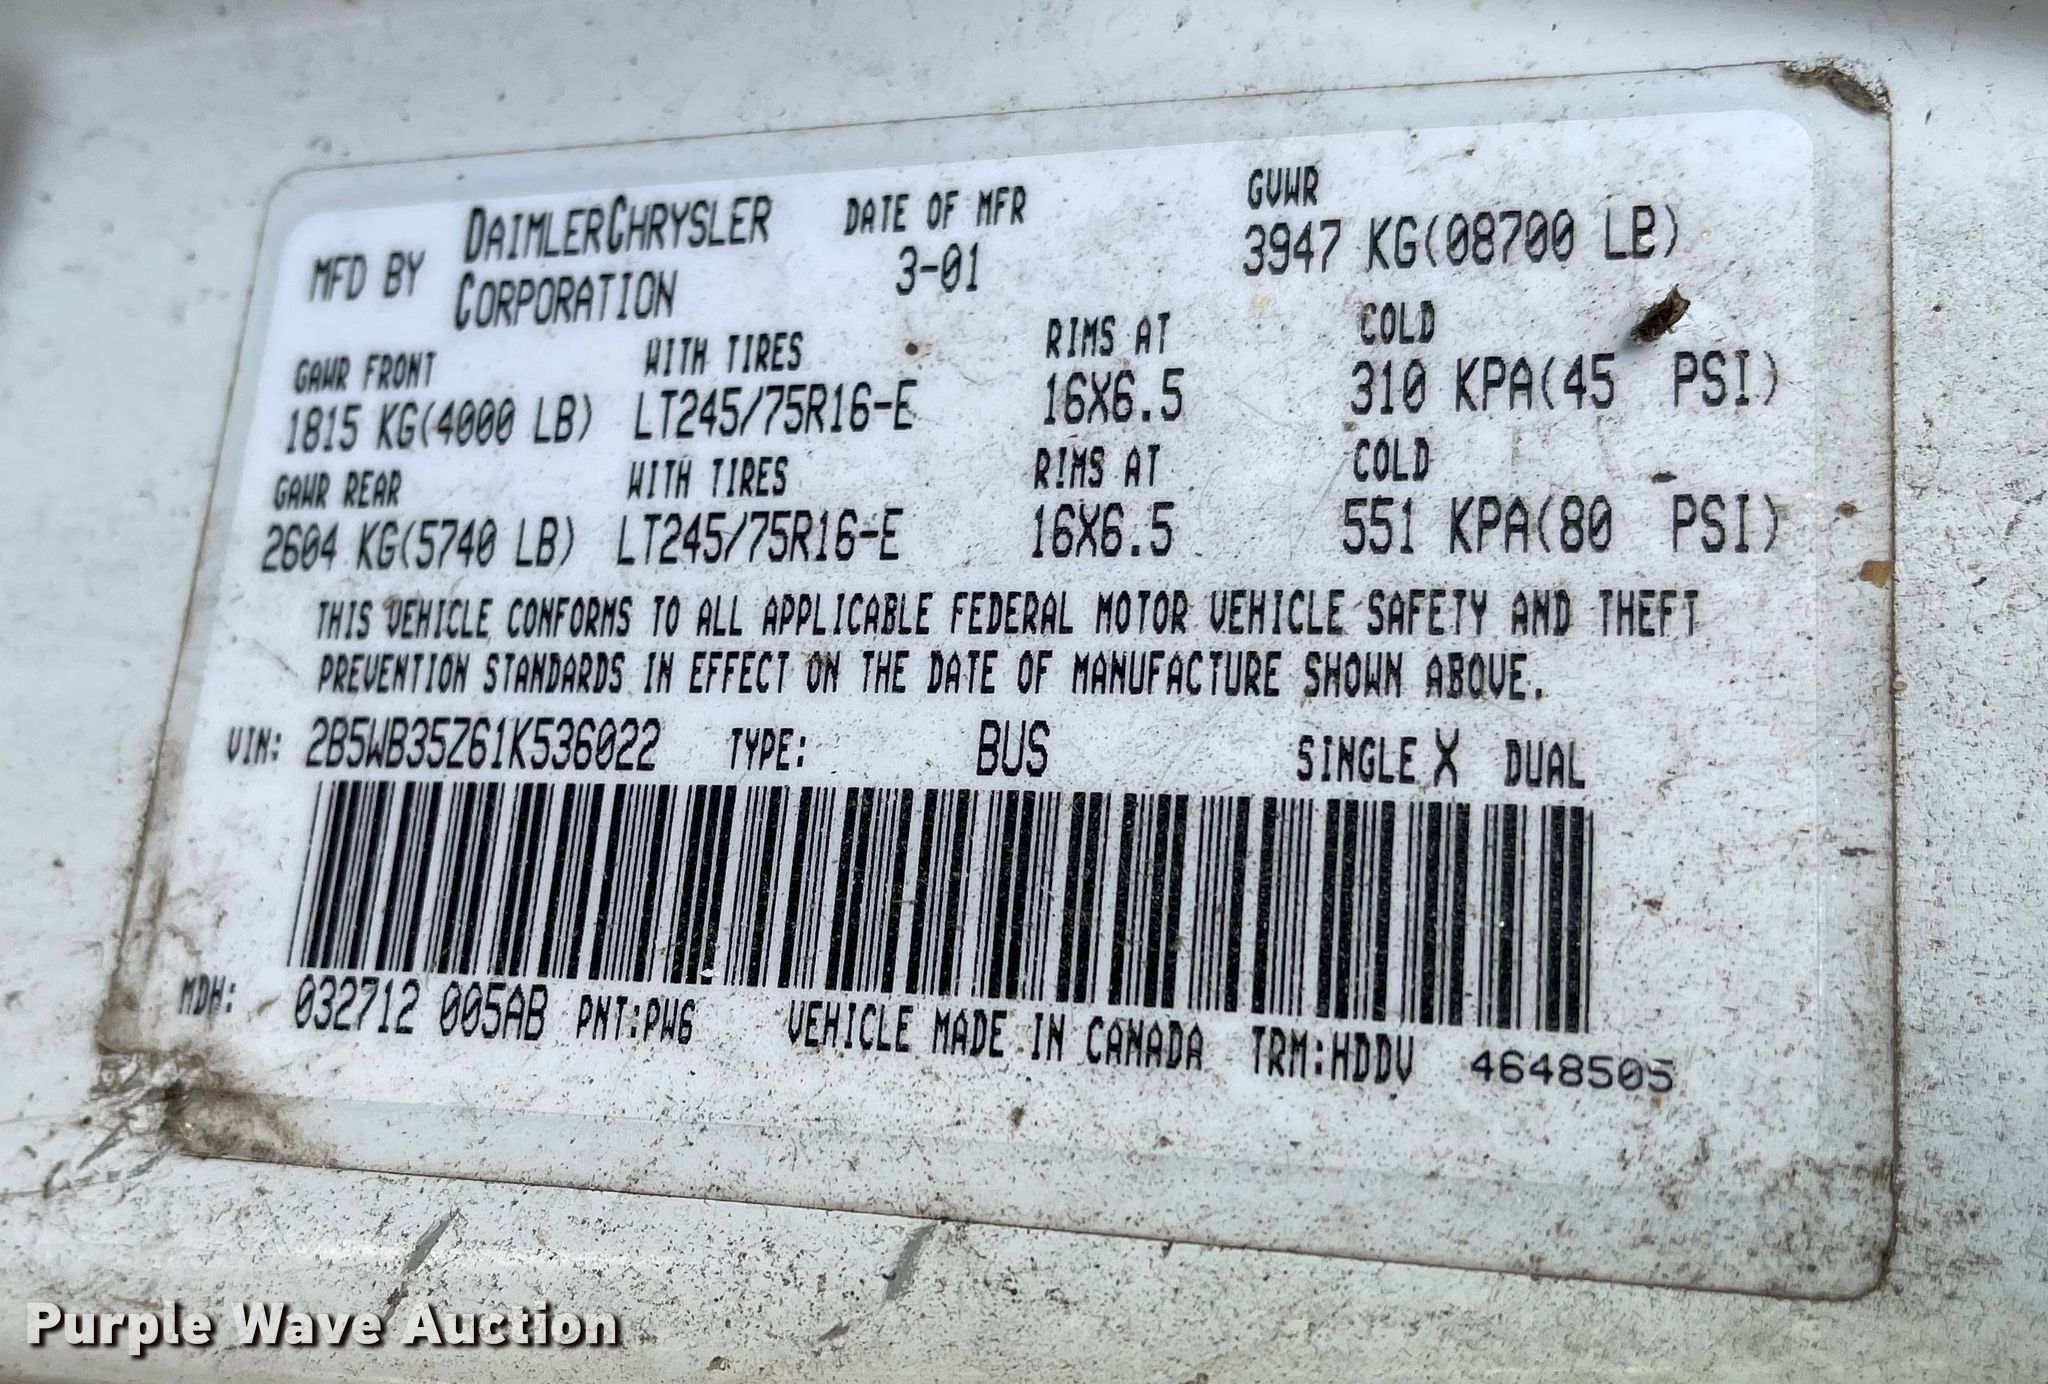 MFD BY DAIMLERCHRYSLER CORPORATION DATE OF MFR 3-01 GVWR 3947 KG(08700 LB)
GAWR FRONT WITH TIRES RIMS AT COLD
1815 KG(4000 LB) LT245/75R16-E 16X6.5 310 KPA(45 PSI)
GAWR REAR WITH TIRES RIMS AT COLD
2604 KG(5740 LB) LT245/75R16-E 16X6.5 551 KPA(80 PSI)
THIS VEHICLE CONFORMS TO ALL APPLICABLE FEDERAL MOTOR VEHICLE SAFETY AND THEFT
PREVENTION STANDARDS IN EFFECT ON THE DATE OF MANUFACTURE SHOWN ABOVE.
VIN: 2B5WB35Z61K536022 TYPE: BUS SINGLE X DUAL
MDH: 032712 005AB PNT:PW6 VEHICLE MADE IN CANADA TRM:HDDV 4648505
Purple Wave Auction